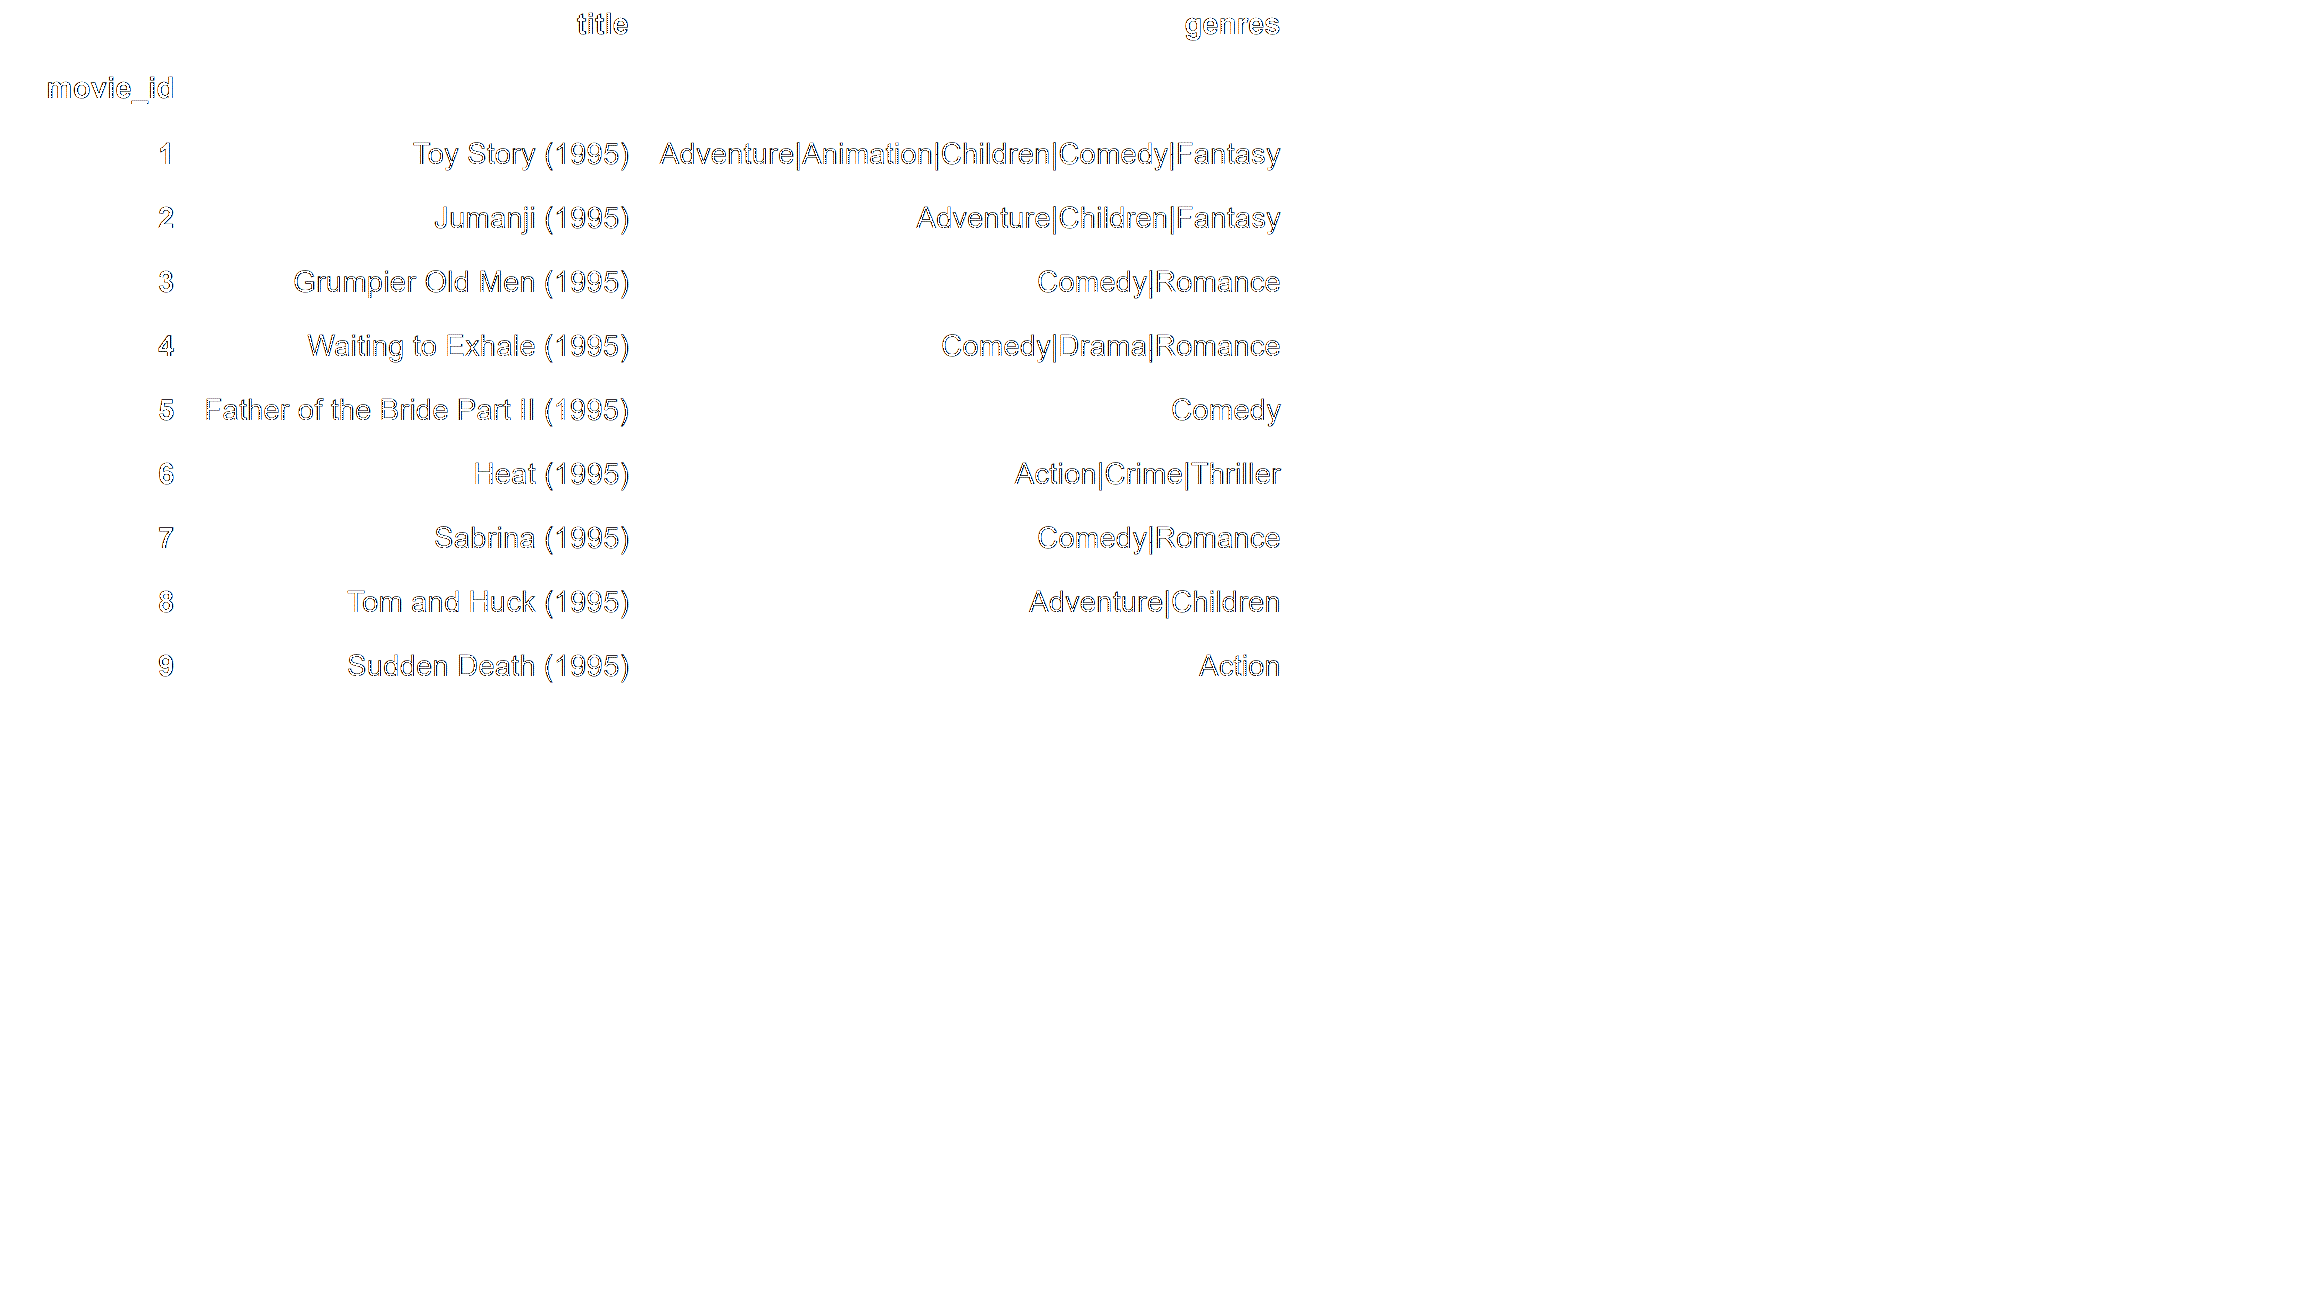 title genres
movie_id
1 Toy Story (1995) Adventure|Animation|Children|Comedy|Fantasy
2 Jumanji (1995) Adventure|Children|Fantasy
3 Grumpier Old Men (1995) Comedy|Romance
4 Waiting to Exhale (1995) Comedy|Drama|Romance
5 Father of the Bride Part II (1995) Comedy
6 Heat (1995) Action|Crime|Thriller
7 Sabrina (1995) Comedy|Romance
8 Tom and Huck (1995) Adventure|Children
9 Sudden Death (1995) Action